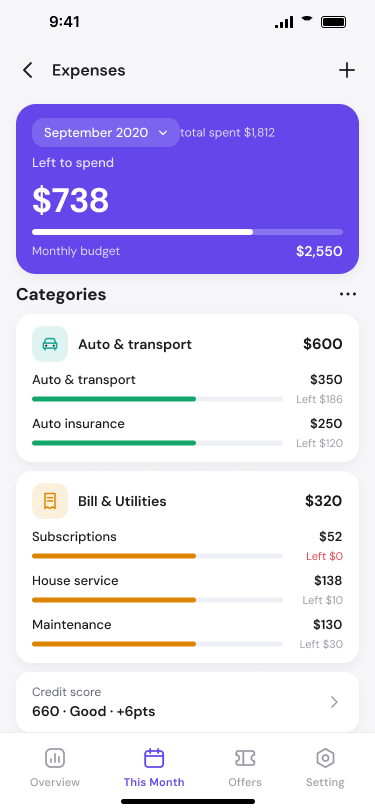 9:41
Expenses
September 2020 total spent $1,812
Left to spend
$738
Monthly budget $2,550
Categories
Auto & transport $600
Auto & transport $350
Left $186
Auto insurance $250
Left $120
Bill & Utilities $320
Subscriptions $52
Left $0
House service $138
Left $10
Maintenance $130
Left $30
Credit score
660 · Good · +6pts
Overview This Month Offers Setting